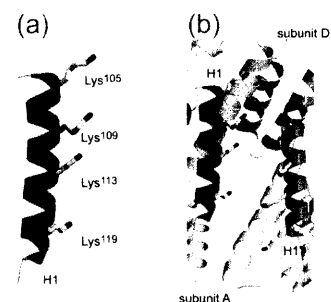 (a)
Lys105
Lys109
Lys113
Lys119
H1
(b)
subunit D
H1
H1
subunit A